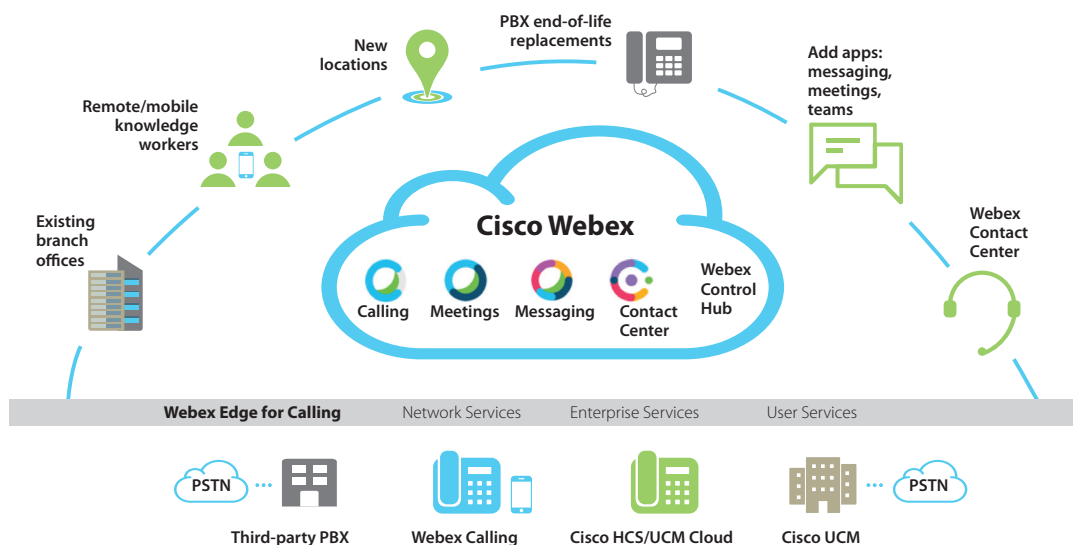 PBX end-of-life
replacements
New
locations
Add apps:
messaging,
meetings,
teams
Remote/mobile
knowledge
workers
Existing
branch
offices
Webex
Contact
Center
Cisco Webex
Calling
Meetings
Messaging
Contact
Center
Webex
Control
Hub
Webex Edge for Calling Network Services Enterprise Services User Services
PSTN
PSTN
Third-party PBX
Webex Calling
Cisco HCS/UCM Cloud
Cisco UCM